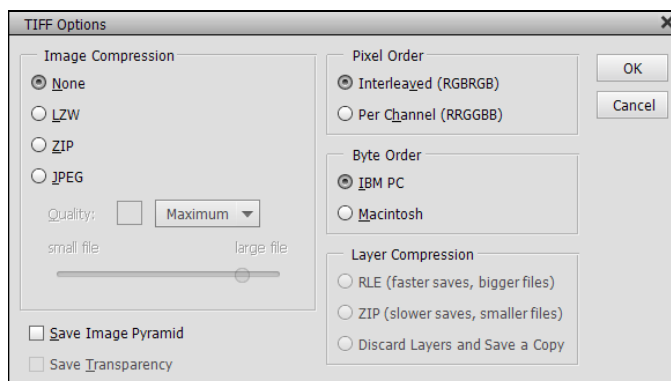 TIFF Options
Image Compression
None
LZW
ZIP
JPEG
Quality:
Maximum
small file
large file
Save Image Pyramid
Save Transparency
Pixel Order
Interleaved (RGBRGB)
Per Channel (RRGGBB)
Byte Order
IBM PC
Macintosh
Layer Compression
RLE (faster saves, bigger files)
ZIP (slower saves, smaller files)
Discard Layers and Save a Copy
OK
Cancel